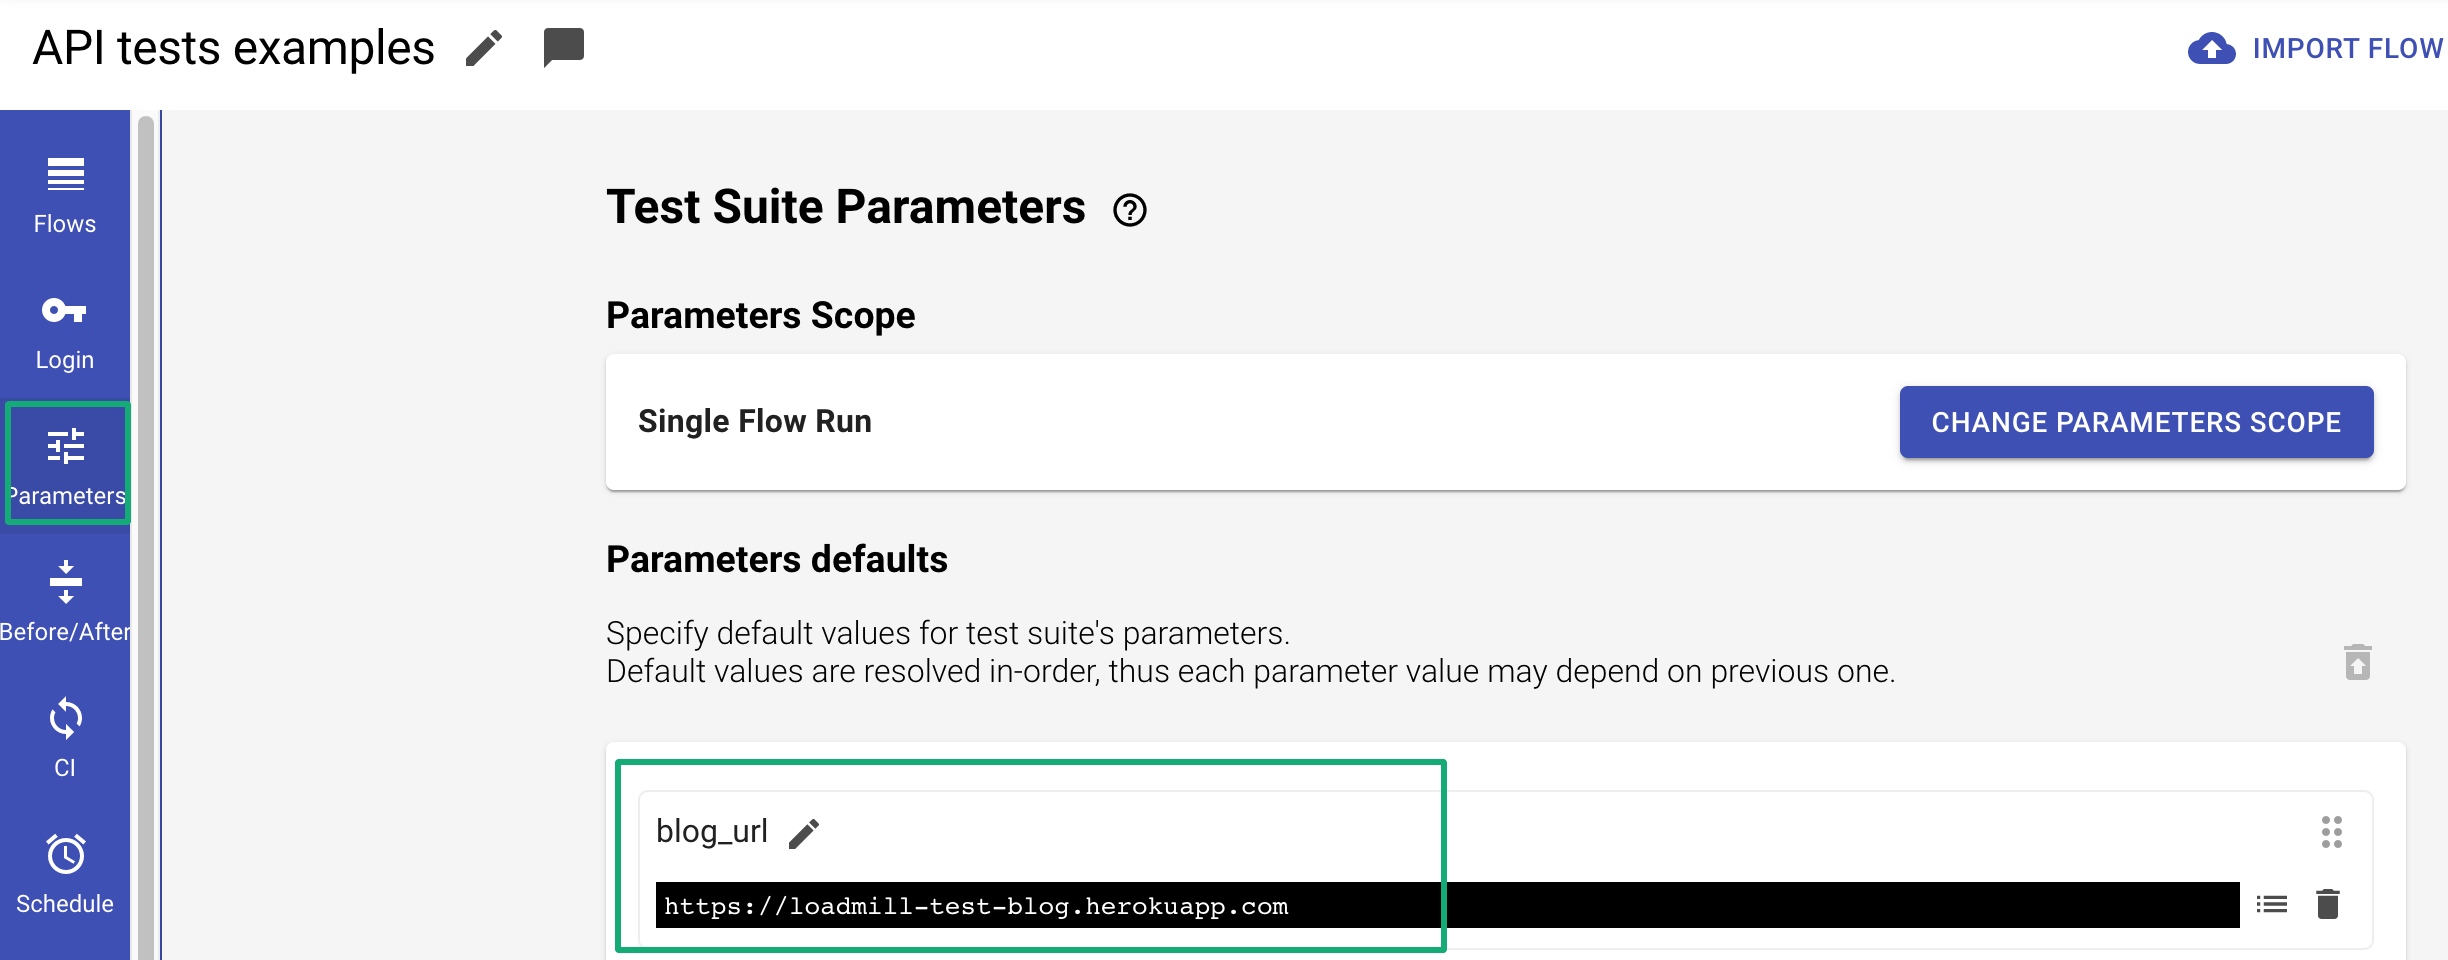 API tests examples
IMPORT FLOW
Flows
Login
Parameters
Before/After
CI
Schedule
Test Suite Parameters
Parameters Scope
Single Flow Run
CHANGE PARAMETERS SCOPE
Parameters defaults
Specify default values for test suite's parameters.
Default values are resolved in-order, thus each parameter value may depend on previous one.
blog_url
https://loadmill-test-blog.herokuapp.com